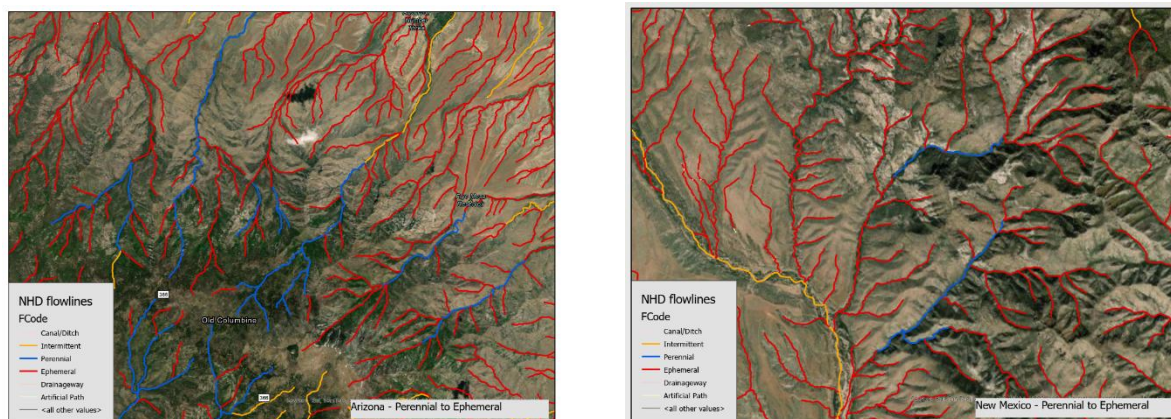 NHD flowlines
FCode
Canal/Ditch
Intermittent
Perennial
Ephemeral
Drainageway
Artificial Path
<all other values>
366
Old Columbine
366
Arizona - Perennial to Ephemeral
NHD flowlines
FCode
Canal/Ditch
Intermittent
Perennial
Ephemeral
Drainageway
Artificial Path
<all other values>
New Mexico - Perennial to Ephemeral